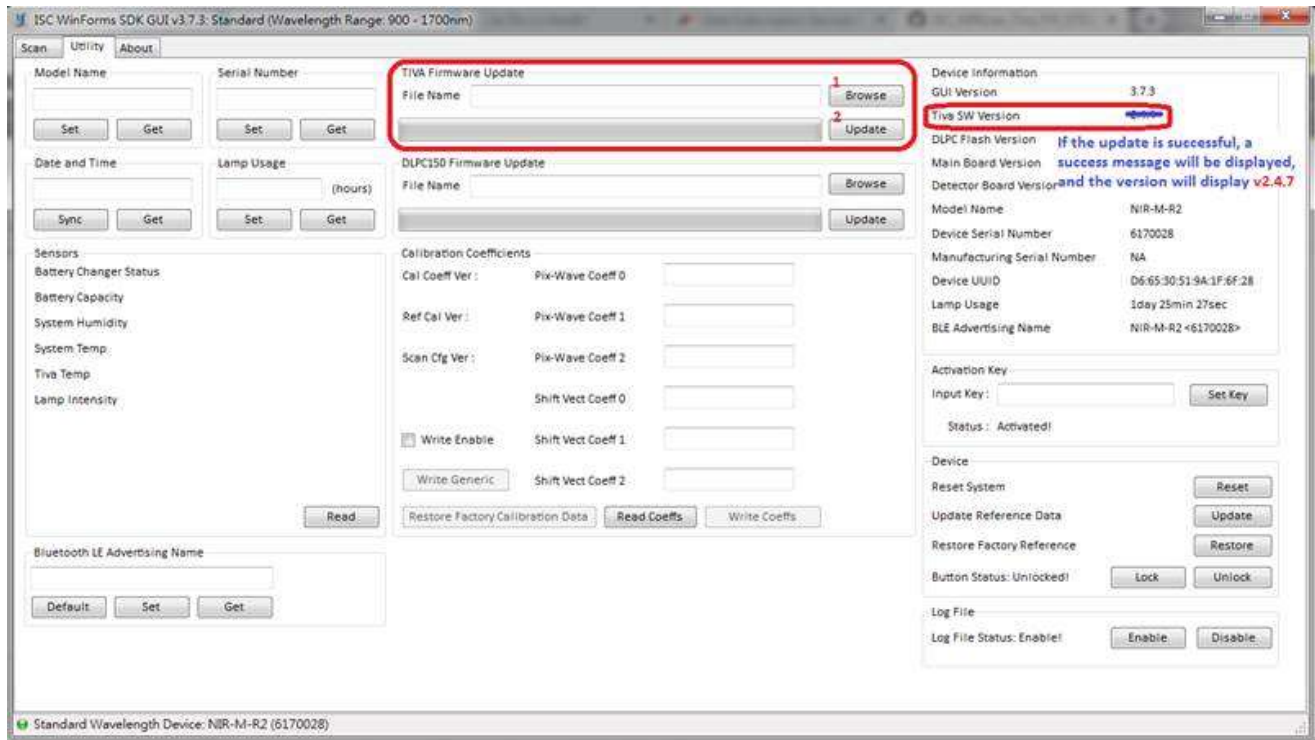 ISC WinForms SDK GUI v3.7.3: Standard (Wavelength Range: 900 - 1700nm)
Scan Utility About
Model Name
Set Get
Serial Number
Set Get
Date and Time
Sync Get
Lamp Usage
(hours)
Set Get
Sensors
Battery Changer Status
Battery Capacity
System Humidity
System Temp
Tiva Temp
Lamp Intensity
Read
Bluetooth LE Advertising Name
Default Set Get
TIVA Firmware Update
1
File Name Browse
2
Update
DLPC150 Firmware Update
File Name Browse
Update
Calibration Coefficients
Cal Coeff Ver : Pix-Wave Coeff 0
Ref Cal Ver : Pix-Wave Coeff 1
Scan Cfg Ver : Pix-Wave Coeff 2
Shift Vect Coeff 0
Write Enable Shift Vect Coeff 1
Write Generic Shift Vect Coeff 2
Restore Factory Calibration Data Read Coeffs Write Coeffs
Device Information
GUI Version 3.7.3
Tiva SW Version
DLPC Flash Version
Main Board Version
Detector Board Version
If the update is successful, a
success message will be displayed,
and the version will display v2.4.7
Model Name NIR-M-R2
Device Serial Number 6170028
Manufacturing Serial Number NA
Device UUID D6:65:30:51:9A:1F:6F:28
Lamp Usage 1day 25min 27sec
BLE Advertising Name NIR-M-R2 <6170028>
Activation Key
Input Key : Set Key
Status : Activated!
Device
Reset System Reset
Update Reference Data Update
Restore Factory Reference Restore
Button Status: Unlocked! Lock Unlock
Log File
Log File Status: Enable! Enable Disable
Standard Wavelength Device: NIR-M-R2 (6170028)